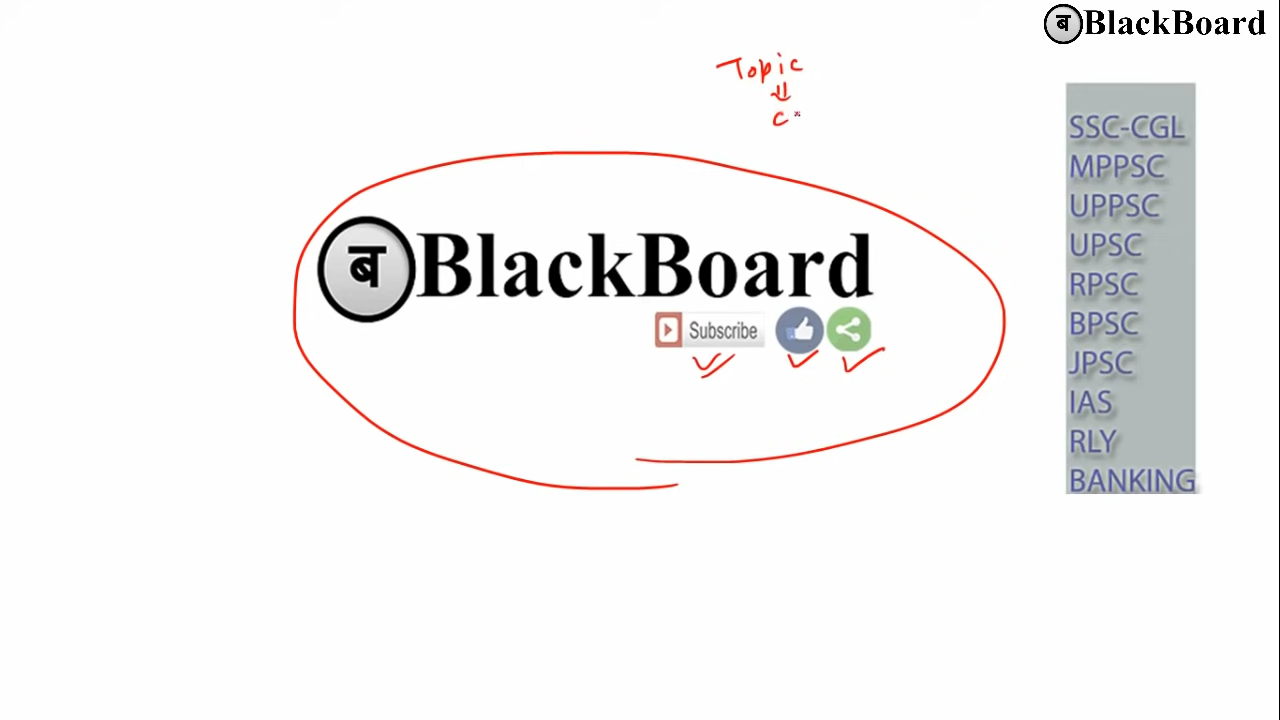 ब BlackBoard
Topic
⇓
c
ब BlackBoard
Subscribe
SSC-CGL
MPPSC
UPPSC
UPSC
RPSC
BPSC
JPSC
IAS
RLY
BANKING